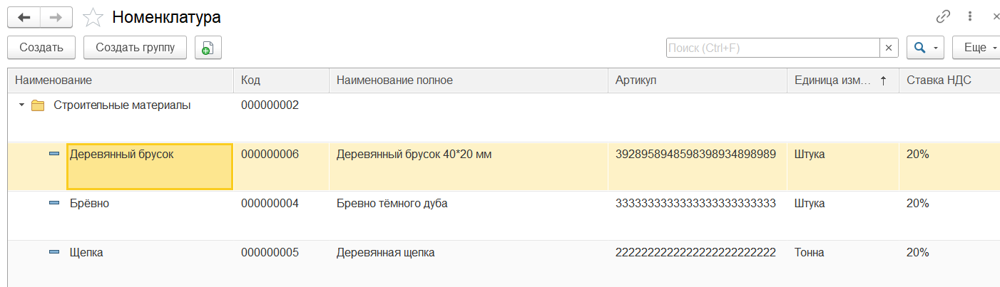 Номенклатура
Создать Создать группу Поиск (Ctrl+F) × Еще
Наименование Код Наименование полное Артикул Единица изм... ↑ Ставка НДС
Строительные материалы 000000002
Деревянный брусок 000000006 Деревянный брусок 40*20 мм 3928958948598398934898989 Штука 20%
Брёвно 000000004 Бревно тёмного дуба 3333333333333333333333333 Штука 20%
Щепка 000000005 Деревянная щепка 2222222222222222222222222 Тонна 20%